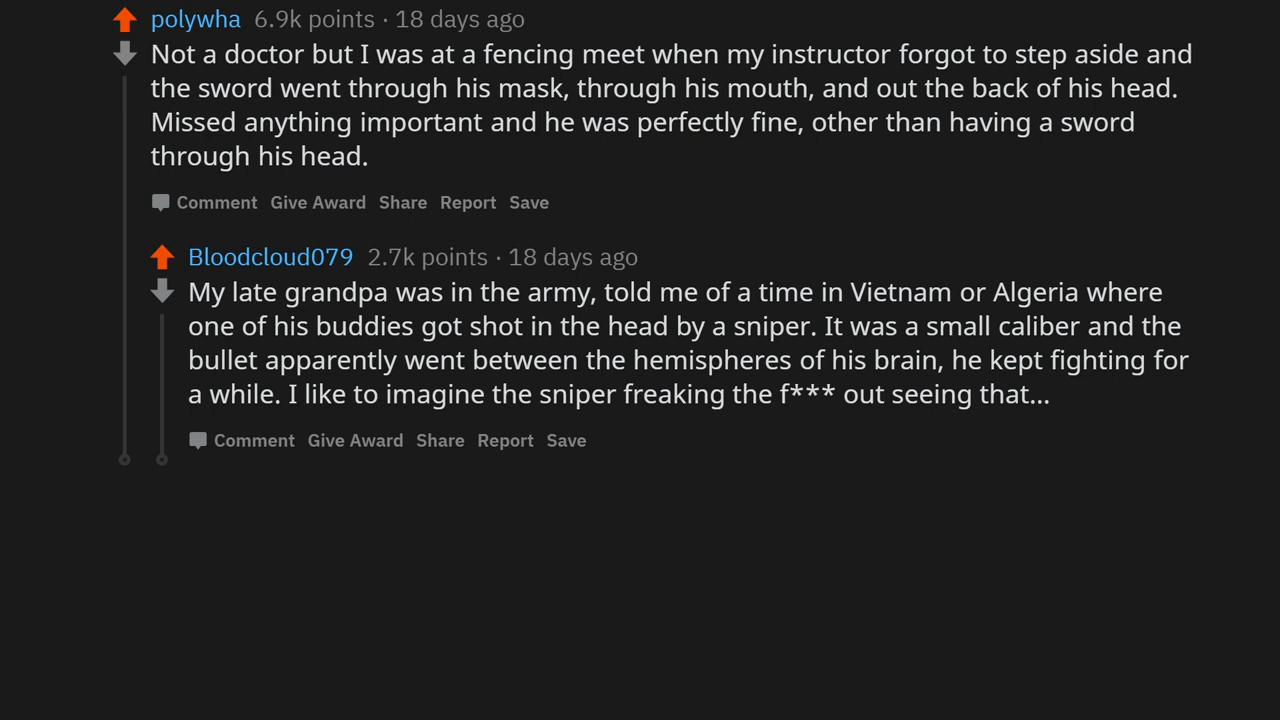 polywha 6.9k points · 18 days ago
Not a doctor but I was at a fencing meet when my instructor forgot to step aside and
the sword went through his mask, through his mouth, and out the back of his head.
Missed anything important and he was perfectly fine, other than having a sword
through his head.
Comment Give Award Share Report Save
Bloodcloud079 2.7k points · 18 days ago
My late grandpa was in the army, told me of a time in Vietnam or Algeria where
one of his buddies got shot in the head by a sniper. It was a small caliber and the
bullet apparently went between the hemispheres of his brain, he kept fighting for
a while. I like to imagine the sniper freaking the f*** out seeing that...
Comment Give Award Share Report Save